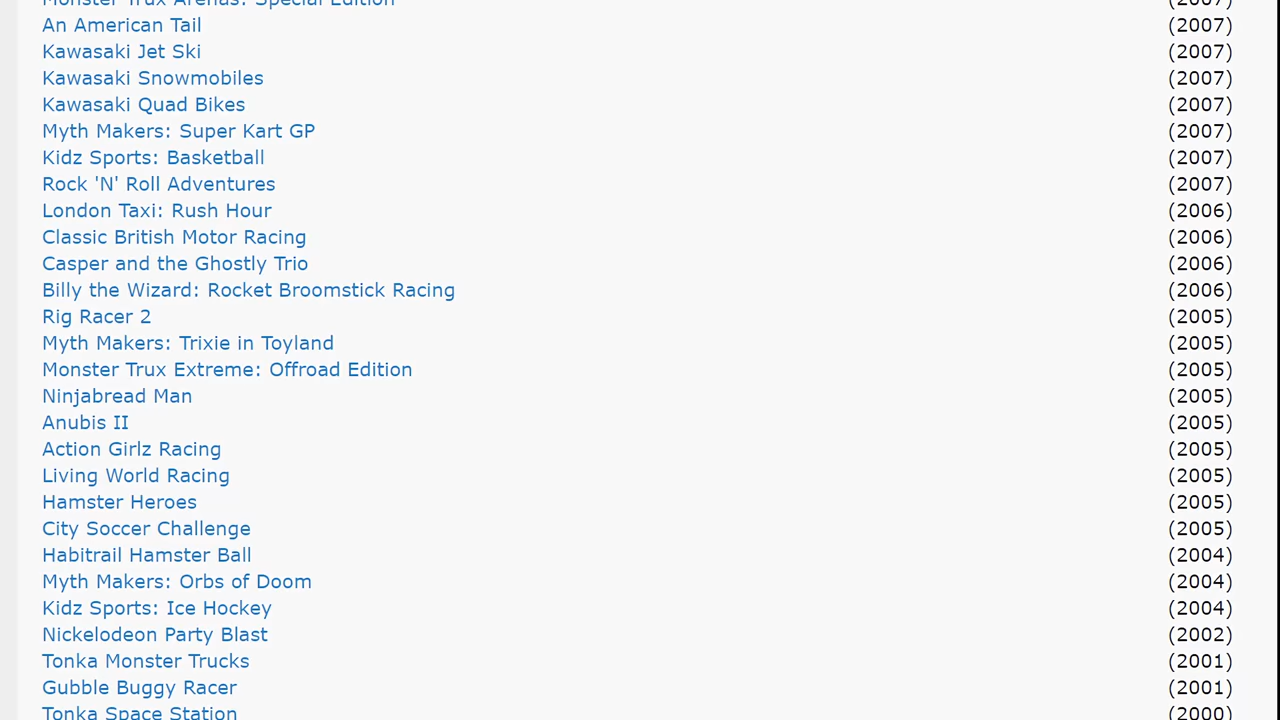 Monster Trux Arenas: Special Edition (2007)
An American Tail (2007)
Kawasaki Jet Ski (2007)
Kawasaki Snowmobiles (2007)
Kawasaki Quad Bikes (2007)
Myth Makers: Super Kart GP (2007)
Kidz Sports: Basketball (2007)
Rock 'N' Roll Adventures (2007)
London Taxi: Rush Hour (2006)
Classic British Motor Racing (2006)
Casper and the Ghostly Trio (2006)
Billy the Wizard: Rocket Broomstick Racing (2006)
Rig Racer 2 (2005)
Myth Makers: Trixie in Toyland (2005)
Monster Trux Extreme: Offroad Edition (2005)
Ninjabread Man (2005)
Anubis II (2005)
Action Girlz Racing (2005)
Living World Racing (2005)
Hamster Heroes (2005)
City Soccer Challenge (2005)
Habitrail Hamster Ball (2004)
Myth Makers: Orbs of Doom (2004)
Kidz Sports: Ice Hockey (2004)
Nickelodeon Party Blast (2002)
Tonka Monster Trucks (2001)
Gubble Buggy Racer (2001)
Tonka Space Station (2000)